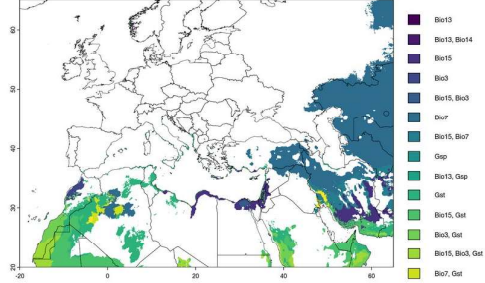 60
50
40
30
20
-20
0
20
40
60
Bio13
Bio13, Bio14
Bio15
Bio3
Bio15, Bio3
Bio7
Bio15, Bio7
Gsp
Bio13, Gsp
Gst
Bio15, Gst
Bio3, Gst
Bio15, Bio3, Gst
Bio7, Gst